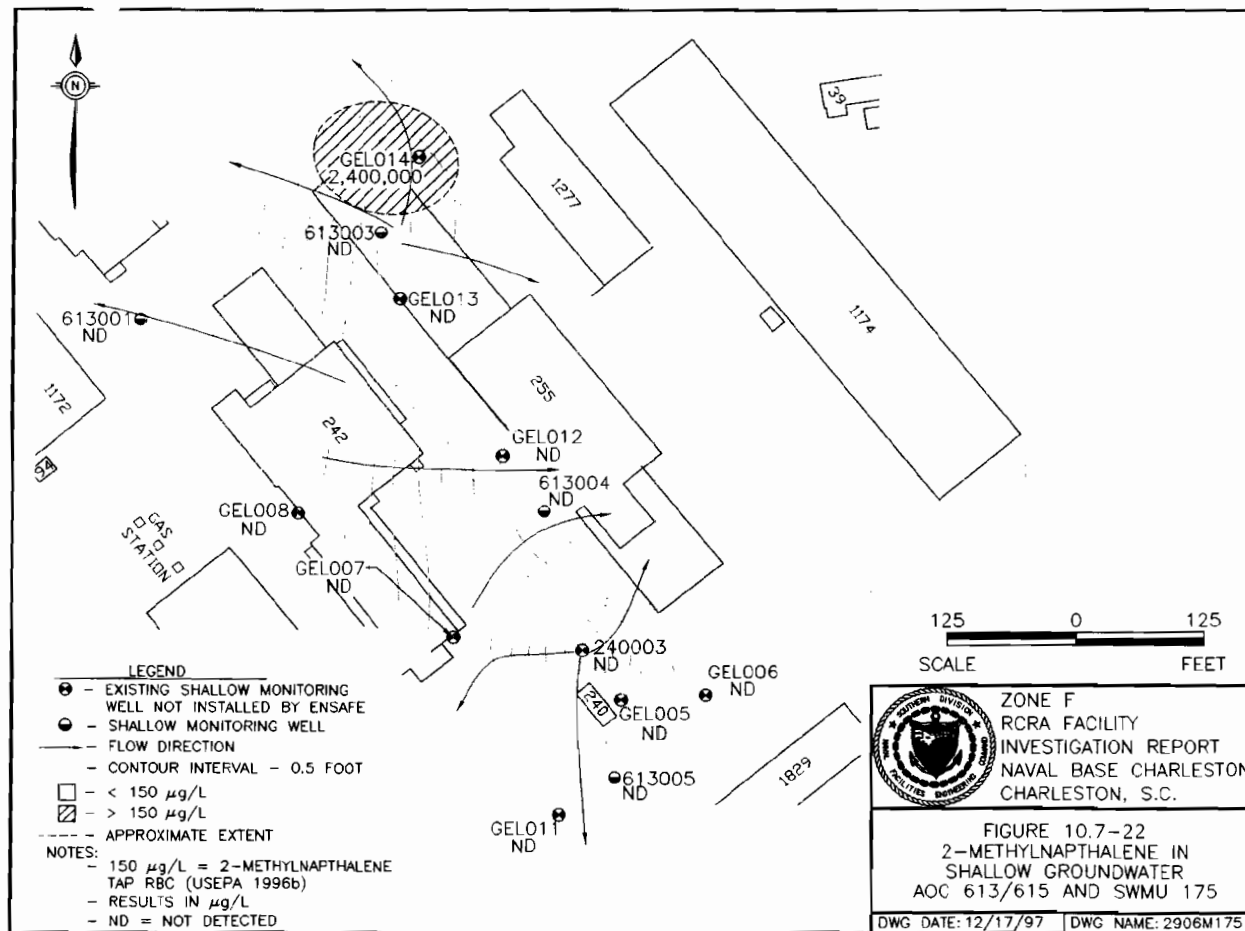 N
39
GEL014
2,400,000
1277
613003
ND
GEL013
ND
613001
ND
1174
1172
255
242
GEL012
ND
613004
ND
GEL008
ND
GAS
STATION
GEL007
ND
240003
ND
GEL006
ND
240
GEL005
ND
613005
ND
1829
GEL011
ND
125 0 125
SCALE FEET
LEGEND
- EXISTING SHALLOW MONITORING
WELL NOT INSTALLED BY ENSAFE
- SHALLOW MONITORING WELL
- FLOW DIRECTION
- CONTOUR INTERVAL - 0.5 FOOT
- < 150 µg/L
- > 150 µg/L
- APPROXIMATE EXTENT
NOTES:
- 150 µg/L = 2-METHYLNAPTHALENE
TAP RBC (USEPA 1996b)
- RESULTS IN µg/L
- ND = NOT DETECTED
SOUTHERN DIVISION
NAVAL FACILITIES ENGINEERING COMMAND
ZONE F
RCRA FACILITY
INVESTIGATION REPORT
NAVAL BASE CHARLESTON
CHARLESTON, S.C.
FIGURE 10.7-22
2-METHYLNAPTHALENE IN
SHALLOW GROUNDWATER
AOC 613/615 AND SWMU 175
DWG DATE: 12/17/97 DWG NAME: 2906M175